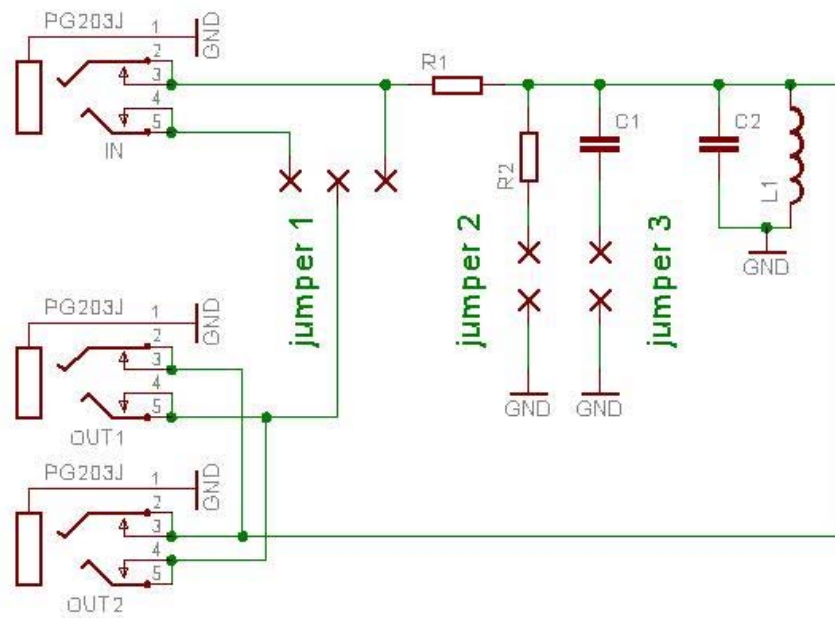 PG203J
1
GND
2
3
4
5
IN
R1
R2
C1
C2
L1
GND
jumper 1
jumper 2
jumper 3
GND
GND
PG203J
1
GND
2
3
4
5
OUT1
PG203J
1
GND
2
3
4
5
OUT2